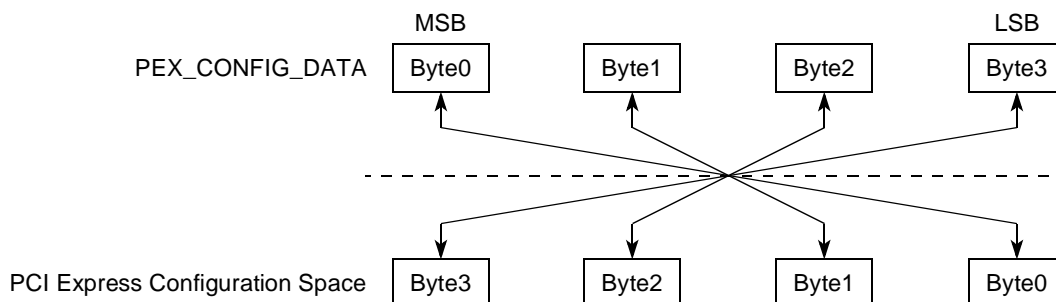 MSB LSB
PEX_CONFIG_DATA Byte0 Byte1 Byte2 Byte3
PCI Express Configuration Space Byte3 Byte2 Byte1 Byte0